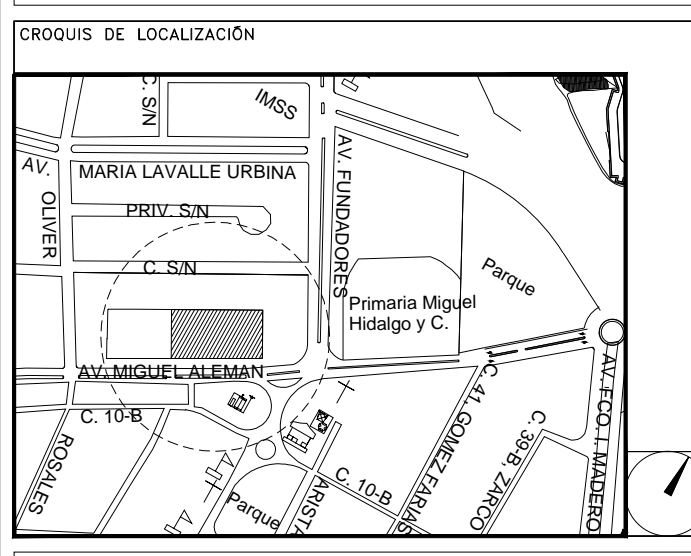 CROQUIS DE LOCALIZACIÓN
C. S/N
IMSS
AV.
MARIA LAVALLE URBINA
AV. FUNDADORES
OLIVER
PRIV. S/N
C. S/N
Parque
Primaria Miguel
Hidalgo y C.
AV. MIGUEL ALEMAN
C. 10-B
ROSALES
C. 41, GOMEZ FARIAS
C. 39-B, ZARCO
AV. FCO. I. MADERO
C. 10-B
ARISTA
Parque